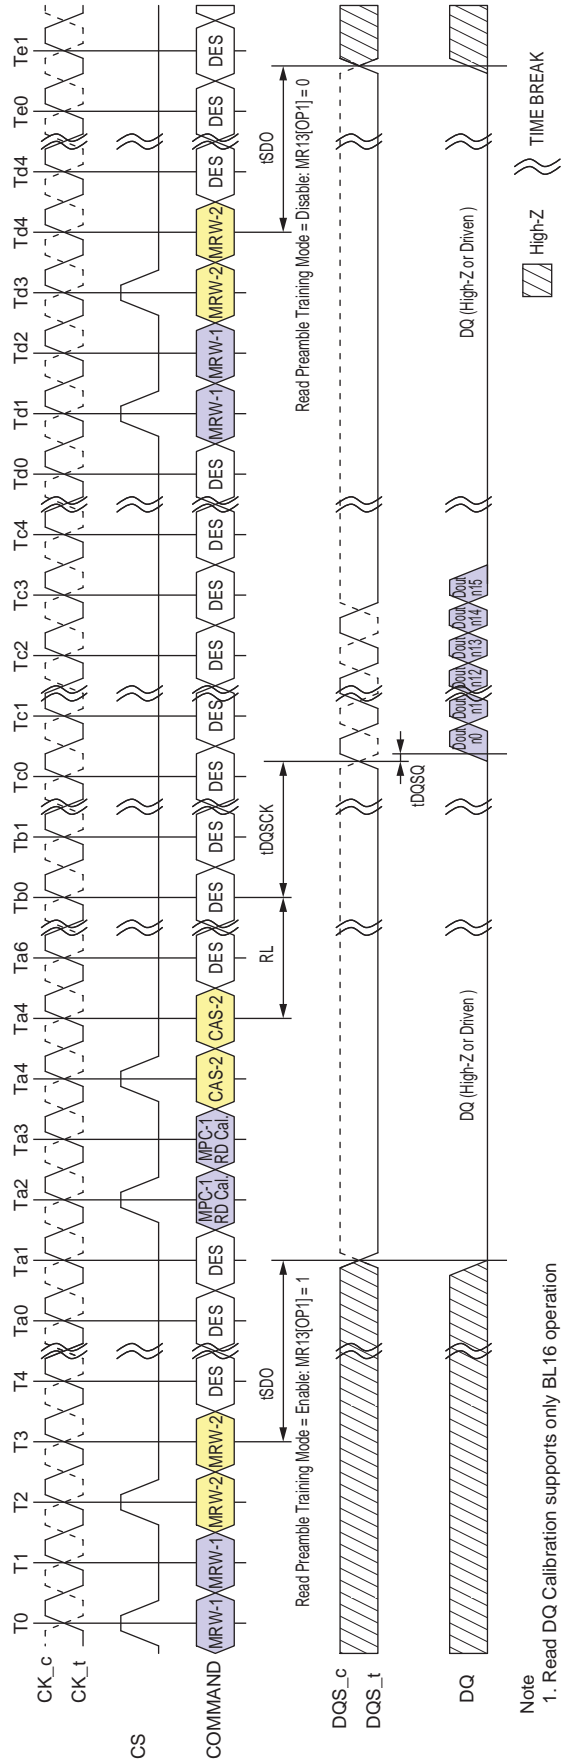 T0 T1 T2 T3 T4 Ta0 Ta1 Ta2 Ta3 Ta4 Ta4 Ta6 Tb0 Tb1 Tc0 Tc1 Tc2 Tc3 Tc4 Td0 Td1 Td2 Td3 Td4 Td4 Te0 Te1
CK_c
CK_t
CS
COMMAND
MRW-1 MRW-1 MRW-2 MRW-2 DES DES DES MPC-1 RD Cal. MPC-1 RD Cal. CAS-2 CAS-2 DES DES DES DES DES DES DES DES DES MRW-1 MRW-1 MRW-2 MRW-2 DES DES DES
tSDO RL tDQSCK tSDO
Read Preamble Training Mode = Enable: MR13[OP1] = 1
Read Preamble Training Mode = Disable: MR13[OP1] = 0
DQS_c
DQS_t
tDQSQ
DQ
DQ (High-Z or Driven)
Dout n0 Dout n1 Dout n12 Dout n13 Dout n14 Dout n15
DQ (High-Z or Driven)
High-Z TIME BREAK
Note
1. Read DQ Calibration supports only BL16 operation